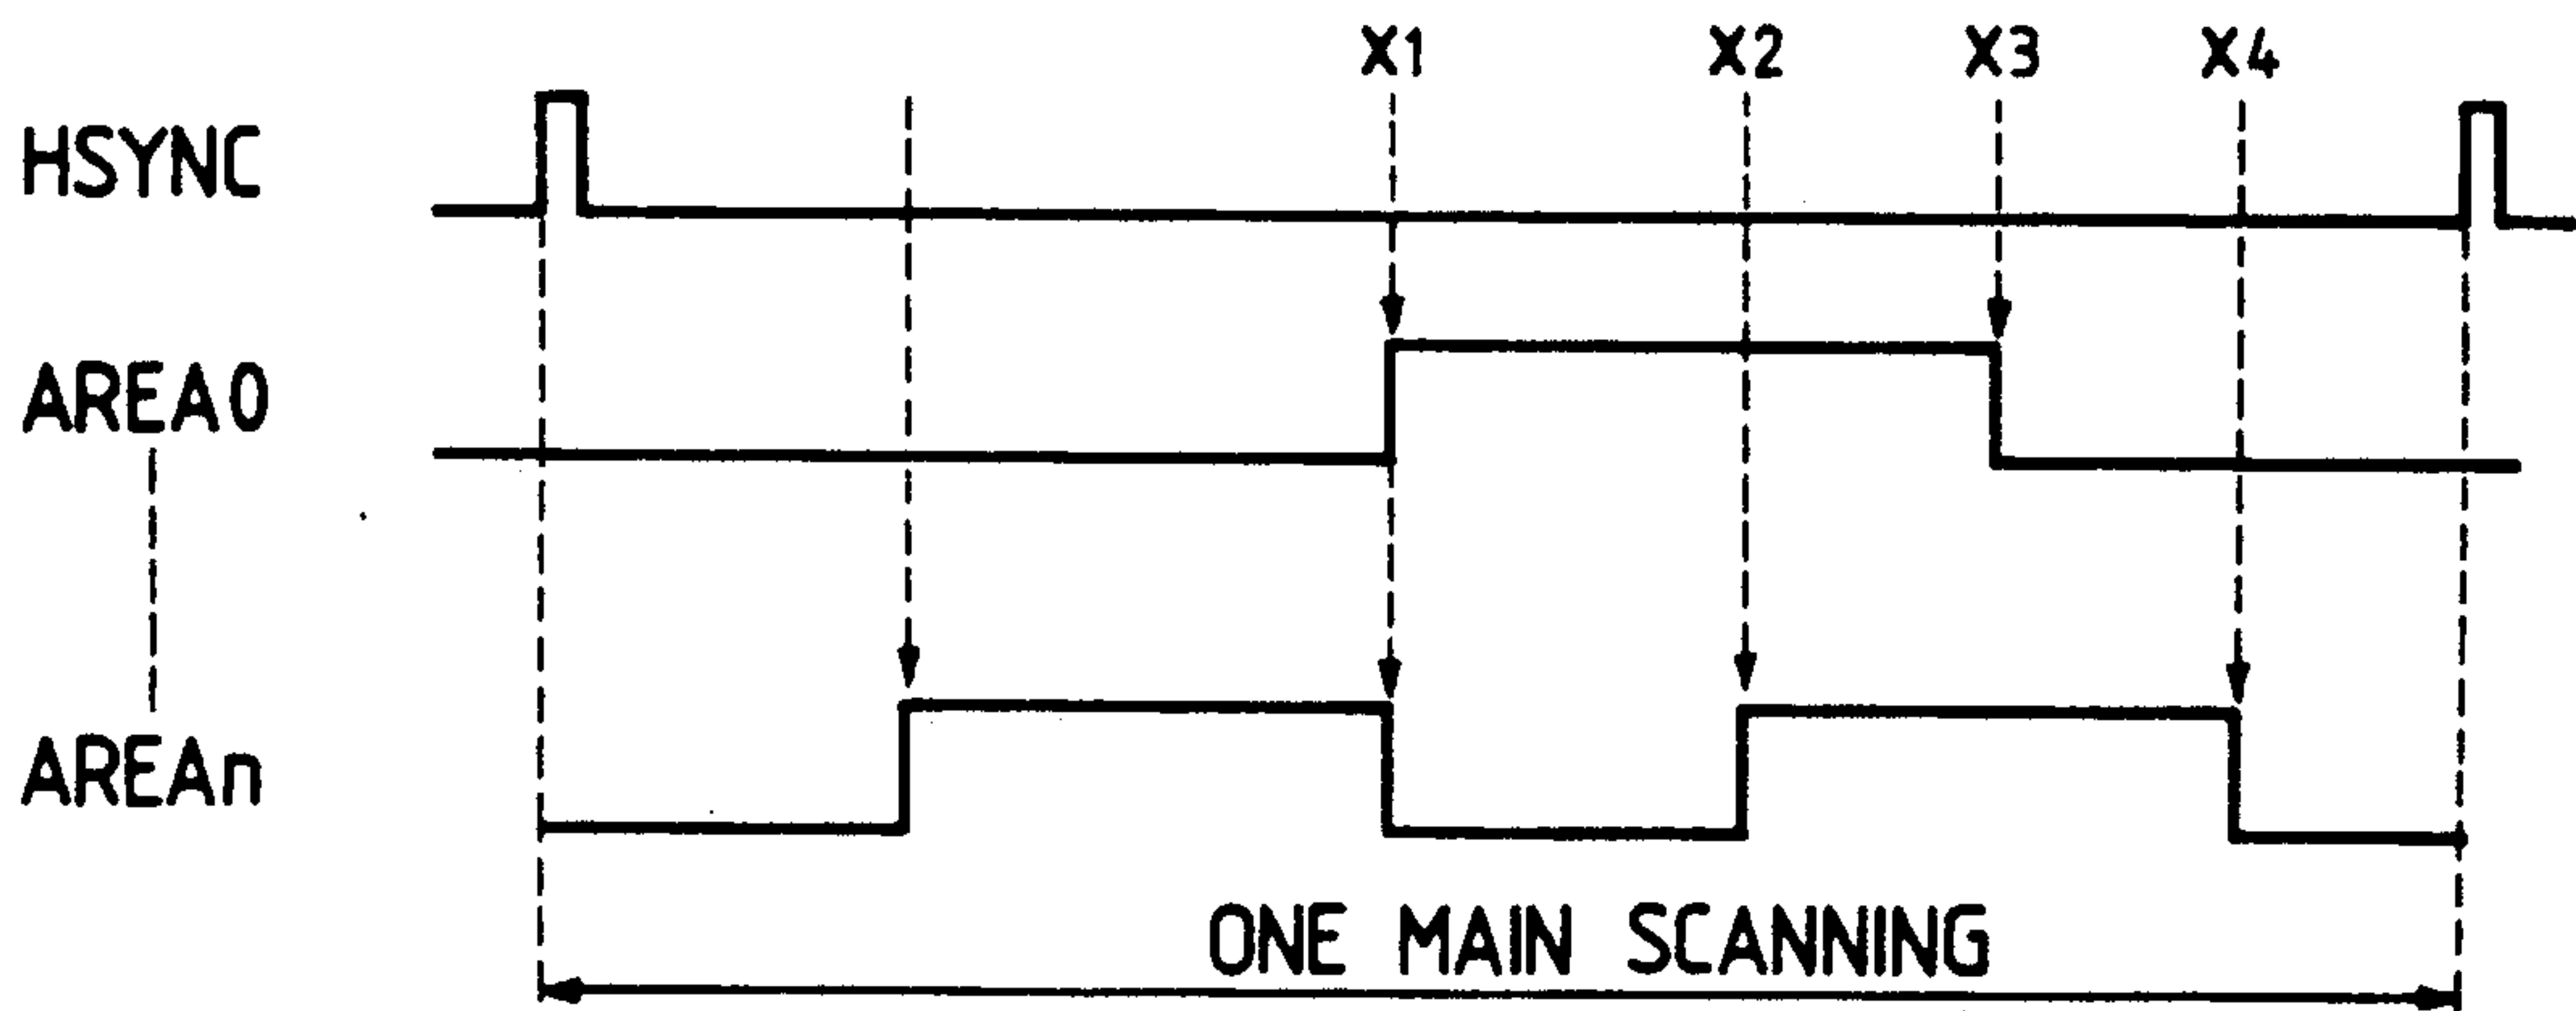 X1 X2 X3 X4
HSYNC
AREA0
AREAn
ONE MAIN SCANNING